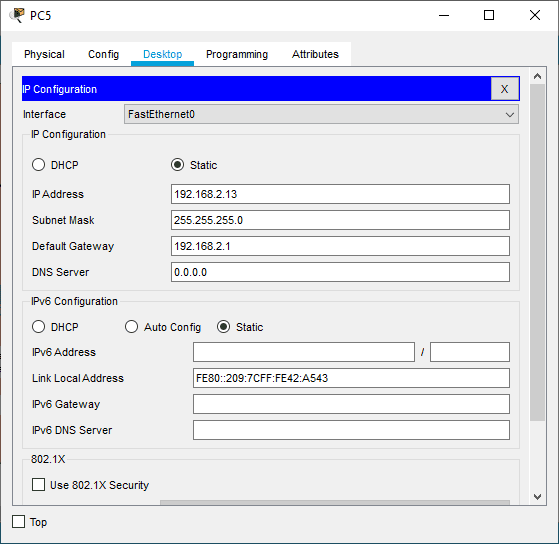 PC5
Physical Config Desktop Programming Attributes
IP Configuration X
Interface FastEthernet0
IP Configuration
DHCP Static
IP Address 192.168.2.13
Subnet Mask 255.255.255.0
Default Gateway 192.168.2.1
DNS Server 0.0.0.0
IPv6 Configuration
DHCP Auto Config Static
IPv6 Address /
Link Local Address FE80::209:7CFF:FE42:A543
IPv6 Gateway
IPv6 DNS Server
802.1X
Use 802.1X Security
Top